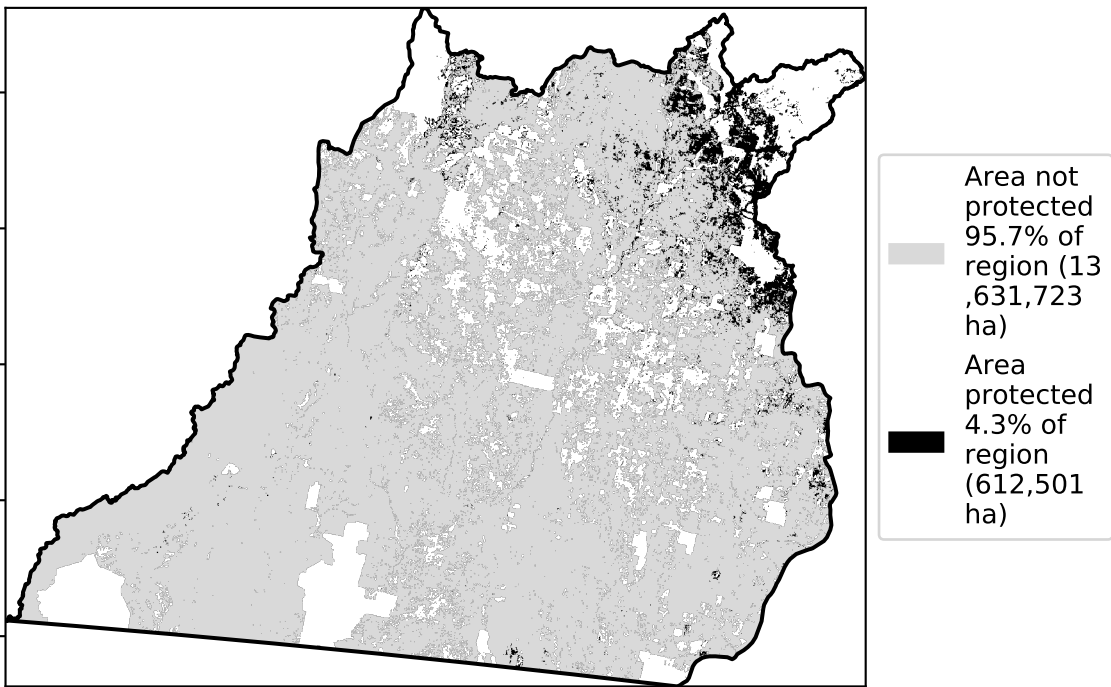 Area not
protected
95.7% of
region (13
,631,723
ha)
Area
protected
4.3% of
region
(612,501
ha)